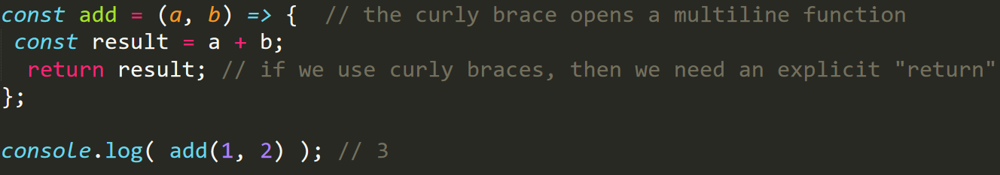 const add = (a, b) => {  // the curly brace opens a multiline function
 const result = a + b;
  return result; // if we use curly braces, then we need an explicit "return"
};
console.log( add(1, 2) ); // 3